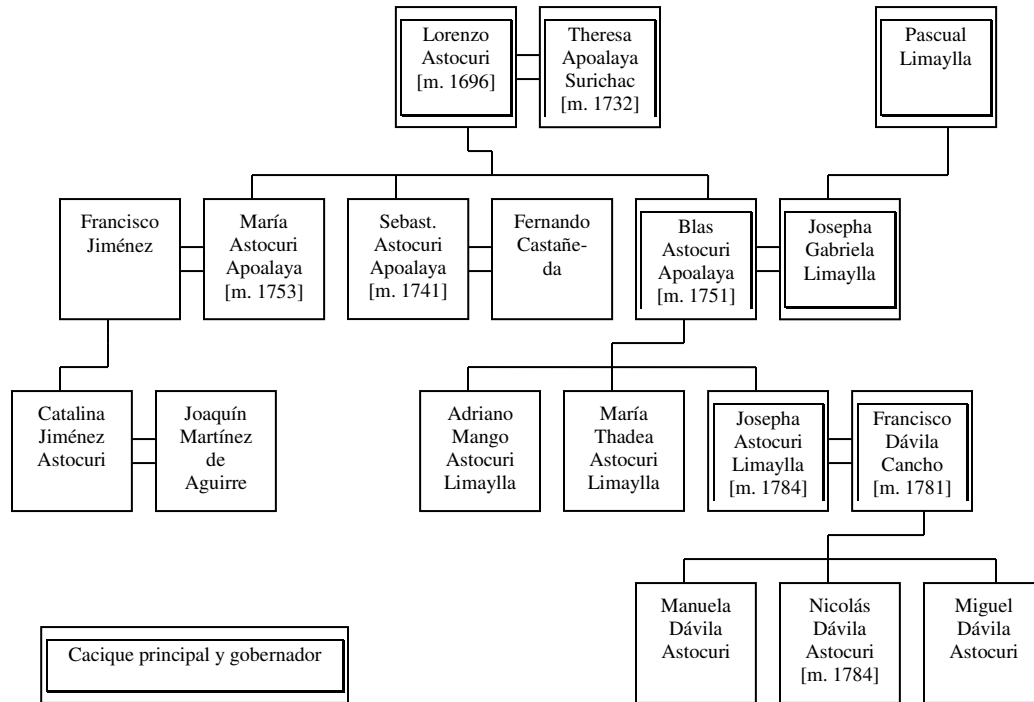 Lorenzo
Astocuri
[m. 1696]
Theresa
Apoalaya
Surichac
[m. 1732]
Pascual
Limaylla
Francisco
Jiménez
María
Astocuri
Apoalaya
[m. 1753]
Sebast.
Astocuri
Apoalaya
[m. 1741]
Fernando
Castañe-
da
Blas
Astocuri
Apoalaya
[m. 1751]
Josepha
Gabriela
Limaylla
Catalina
Jiménez
Astocuri
Joaquín
Martínez
de
Aguirre
Adriano
Mango
Astocuri
Limaylla
María
Thadea
Astocuri
Limaylla
Josepha
Astocuri
Limaylla
[m. 1784]
Francisco
Dávila
Cancho
[m. 1781]
Manuela
Dávila
Astocuri
Nicolás
Dávila
Astocuri
[m. 1784]
Miguel
Dávila
Astocuri
Cacique principal y gobernador